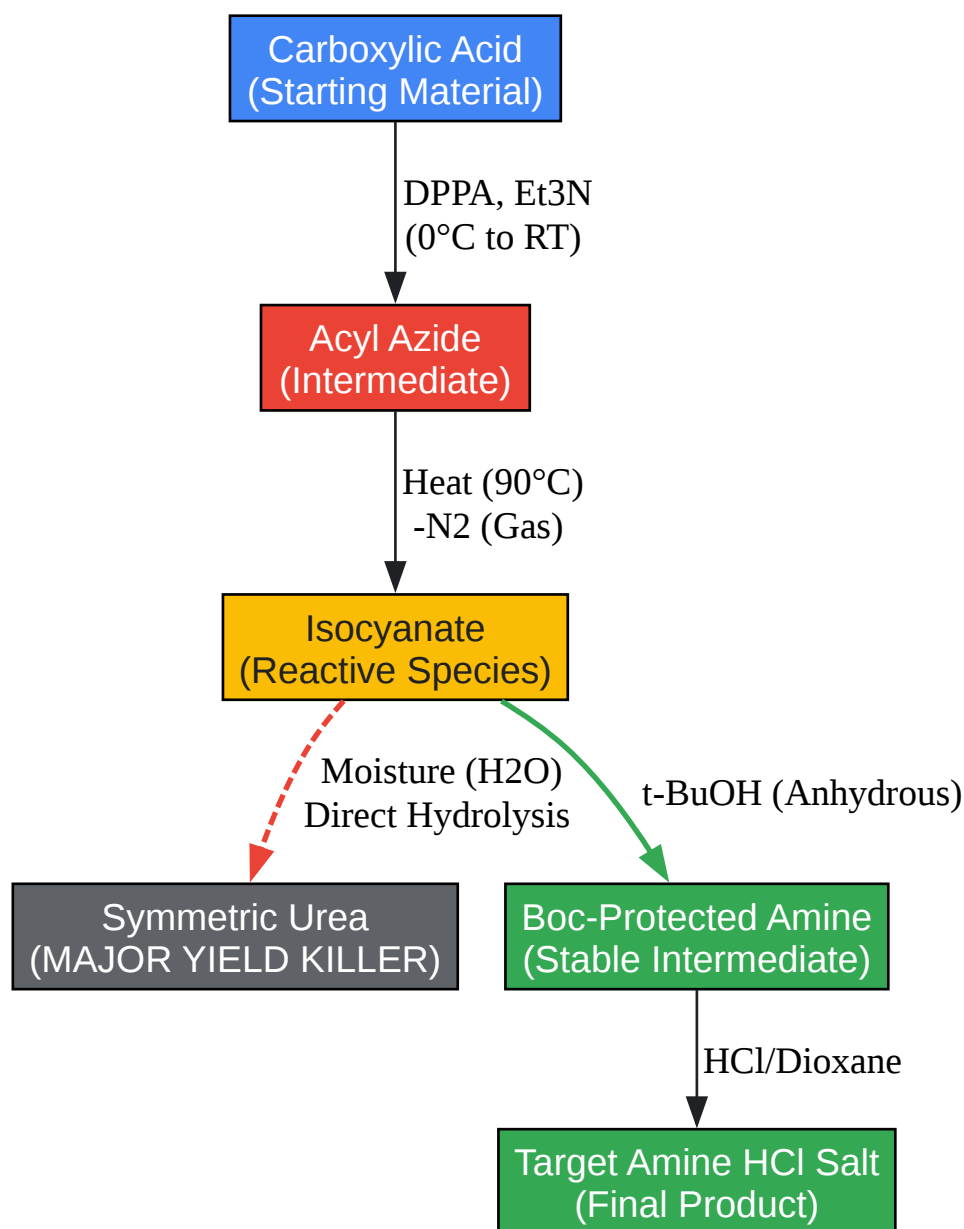 Carboxylic Acid
(Starting Material)
DPPA, Et3N
(0°C to RT)
Acyl Azide
(Intermediate)
Heat (90°C)
-N2 (Gas)
Isocyanate
(Reactive Species)
Moisture (H2O)
Direct Hydrolysis
t-BuOH (Anhydrous)
Symmetric Urea
(MAJOR YIELD KILLER)
Boc-Protected Amine
(Stable Intermediate)
HCl/Dioxane
Target Amine HCl Salt
(Final Product)